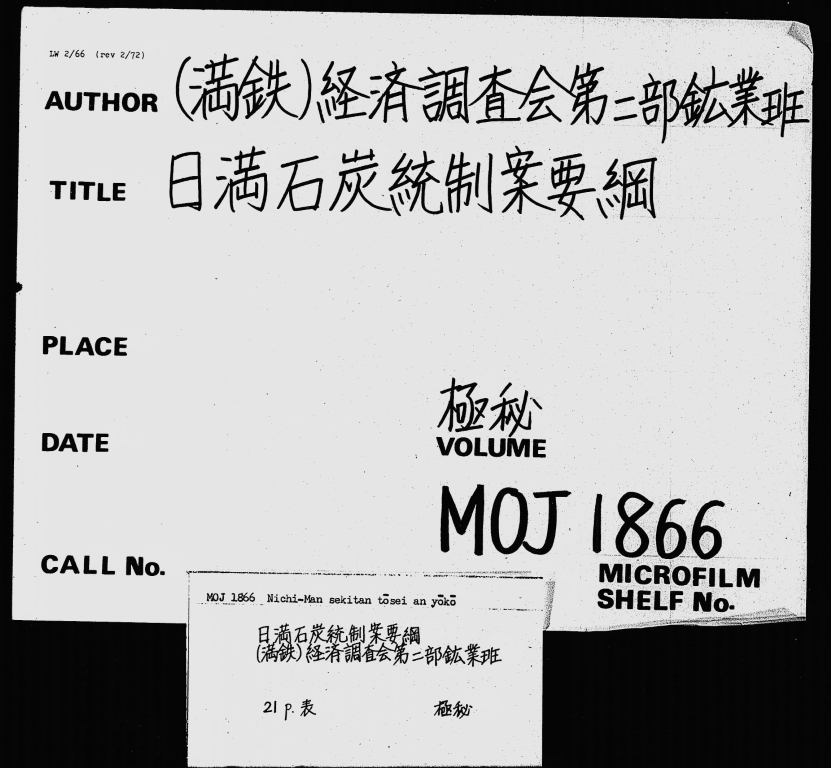 LW 2/66 (rev 2/72)
AUTHOR (満鉄)経済調査会第二部鉱業班
TITLE 日満石炭統制案要綱
PLACE
極秘
DATE
VOLUME
MOJ 1866
CALL No.
MICROFILM
SHELF No.
MOJ 1866 Nichi-Man sekitan tōsei an yōkō
日満石炭統制案要綱
(満鉄)経済調査会第二部鉱業班
21 p. 表 極秘